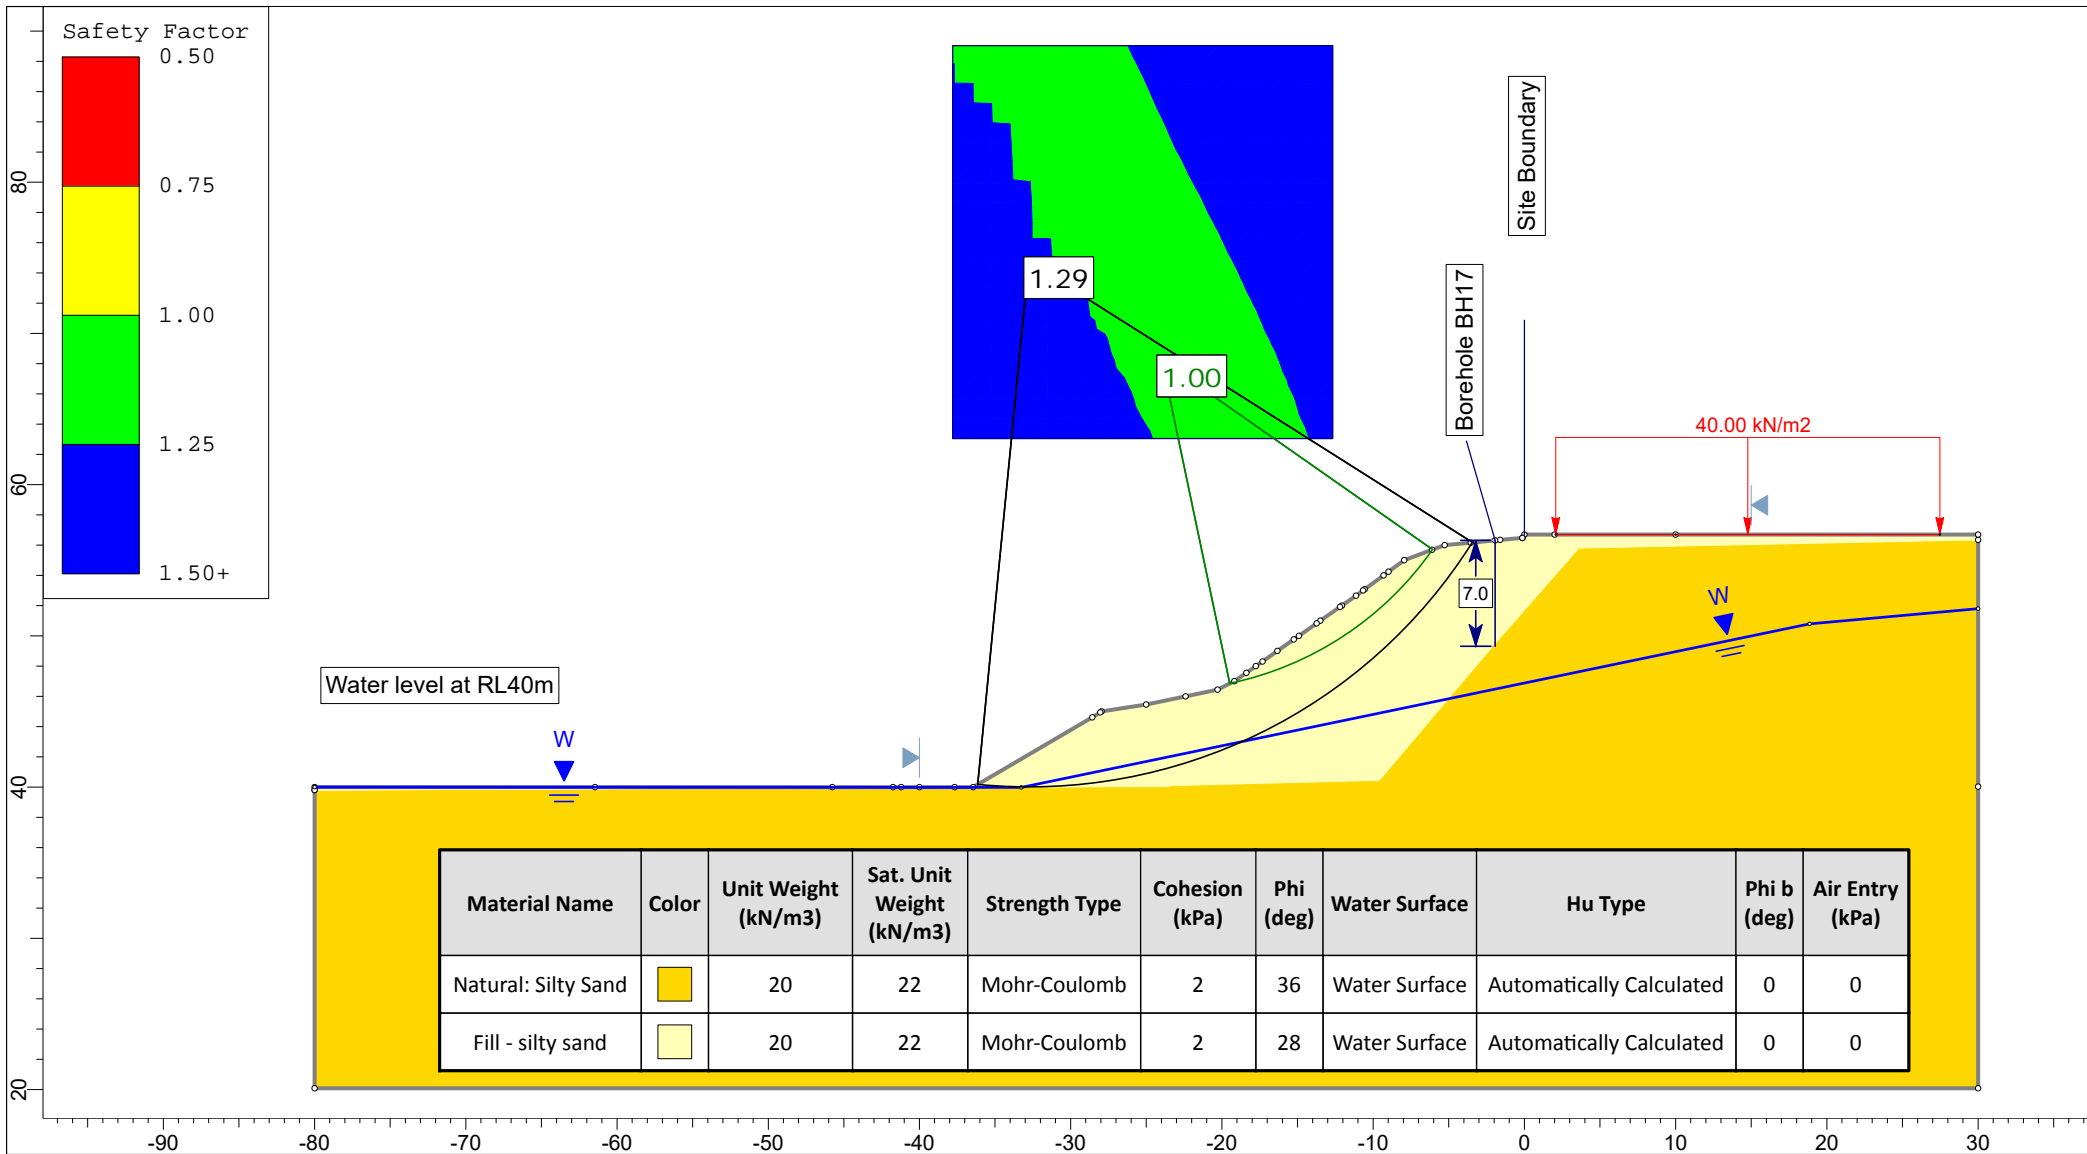 Safety Factor
0.50
0.75
1.00
1.25
1.50+
80
60
40
20
1.29
1.00
Borehole BH17
Site Boundary
40.00 kN/m2
7.0
W
W
Water level at RL40m
Material Name Color Unit Weight (kN/m3) Sat. Unit Weight (kN/m3) Strength Type Cohesion (kPa) Phi (deg) Water Surface Hu Type Phi b (deg) Air Entry (kPa)
Natural: Silty Sand 20 22 Mohr-Coulomb 2 36 Water Surface Automatically Calculated 0 0
Fill - silty sand 20 22 Mohr-Coulomb 2 28 Water Surface Automatically Calculated 0 0
-90 -80 -70 -60 -50 -40 -30 -20 -10 0 10 20 30